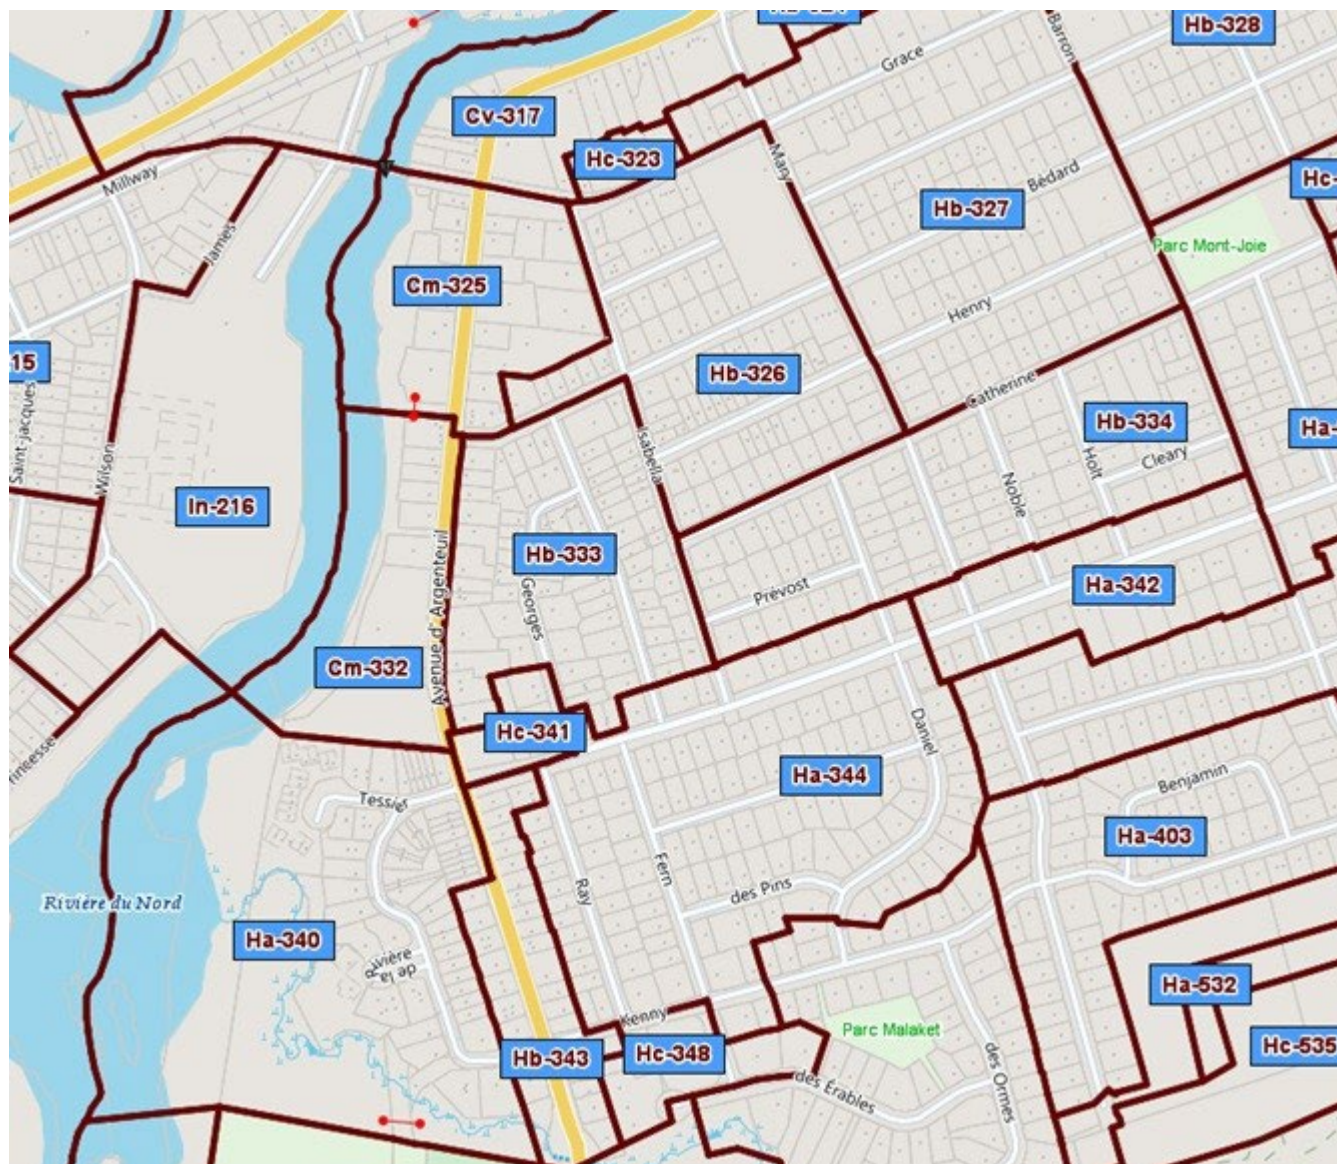 Hb-328
Barron
Grace
Cv-317
Hc-323
Mary
Millway
Bédard
Hc-
Hb-327
James
Parc Mont-Joie
Cm-325
Henry
15
Hb-326
Catherine
Saint-Jacques
Hb-334
Ha-
Isabella
Holt
Cleary
Wilson
Noble
In-216
Hb-333
Avenue d'Argenteuil
Georges
Prévost
Ha-342
Cm-332
Hc-341
Daniel
Ha-344
Benjamin
Tessier
Ha-403
Fern
Ray
des Pins
Rivière du Nord
Ha-340
Rivière
de la
Ha-532
Kenny
Parc Malaket
Hb-343
Hc-348
Hc-535
des Érables
des Ormes